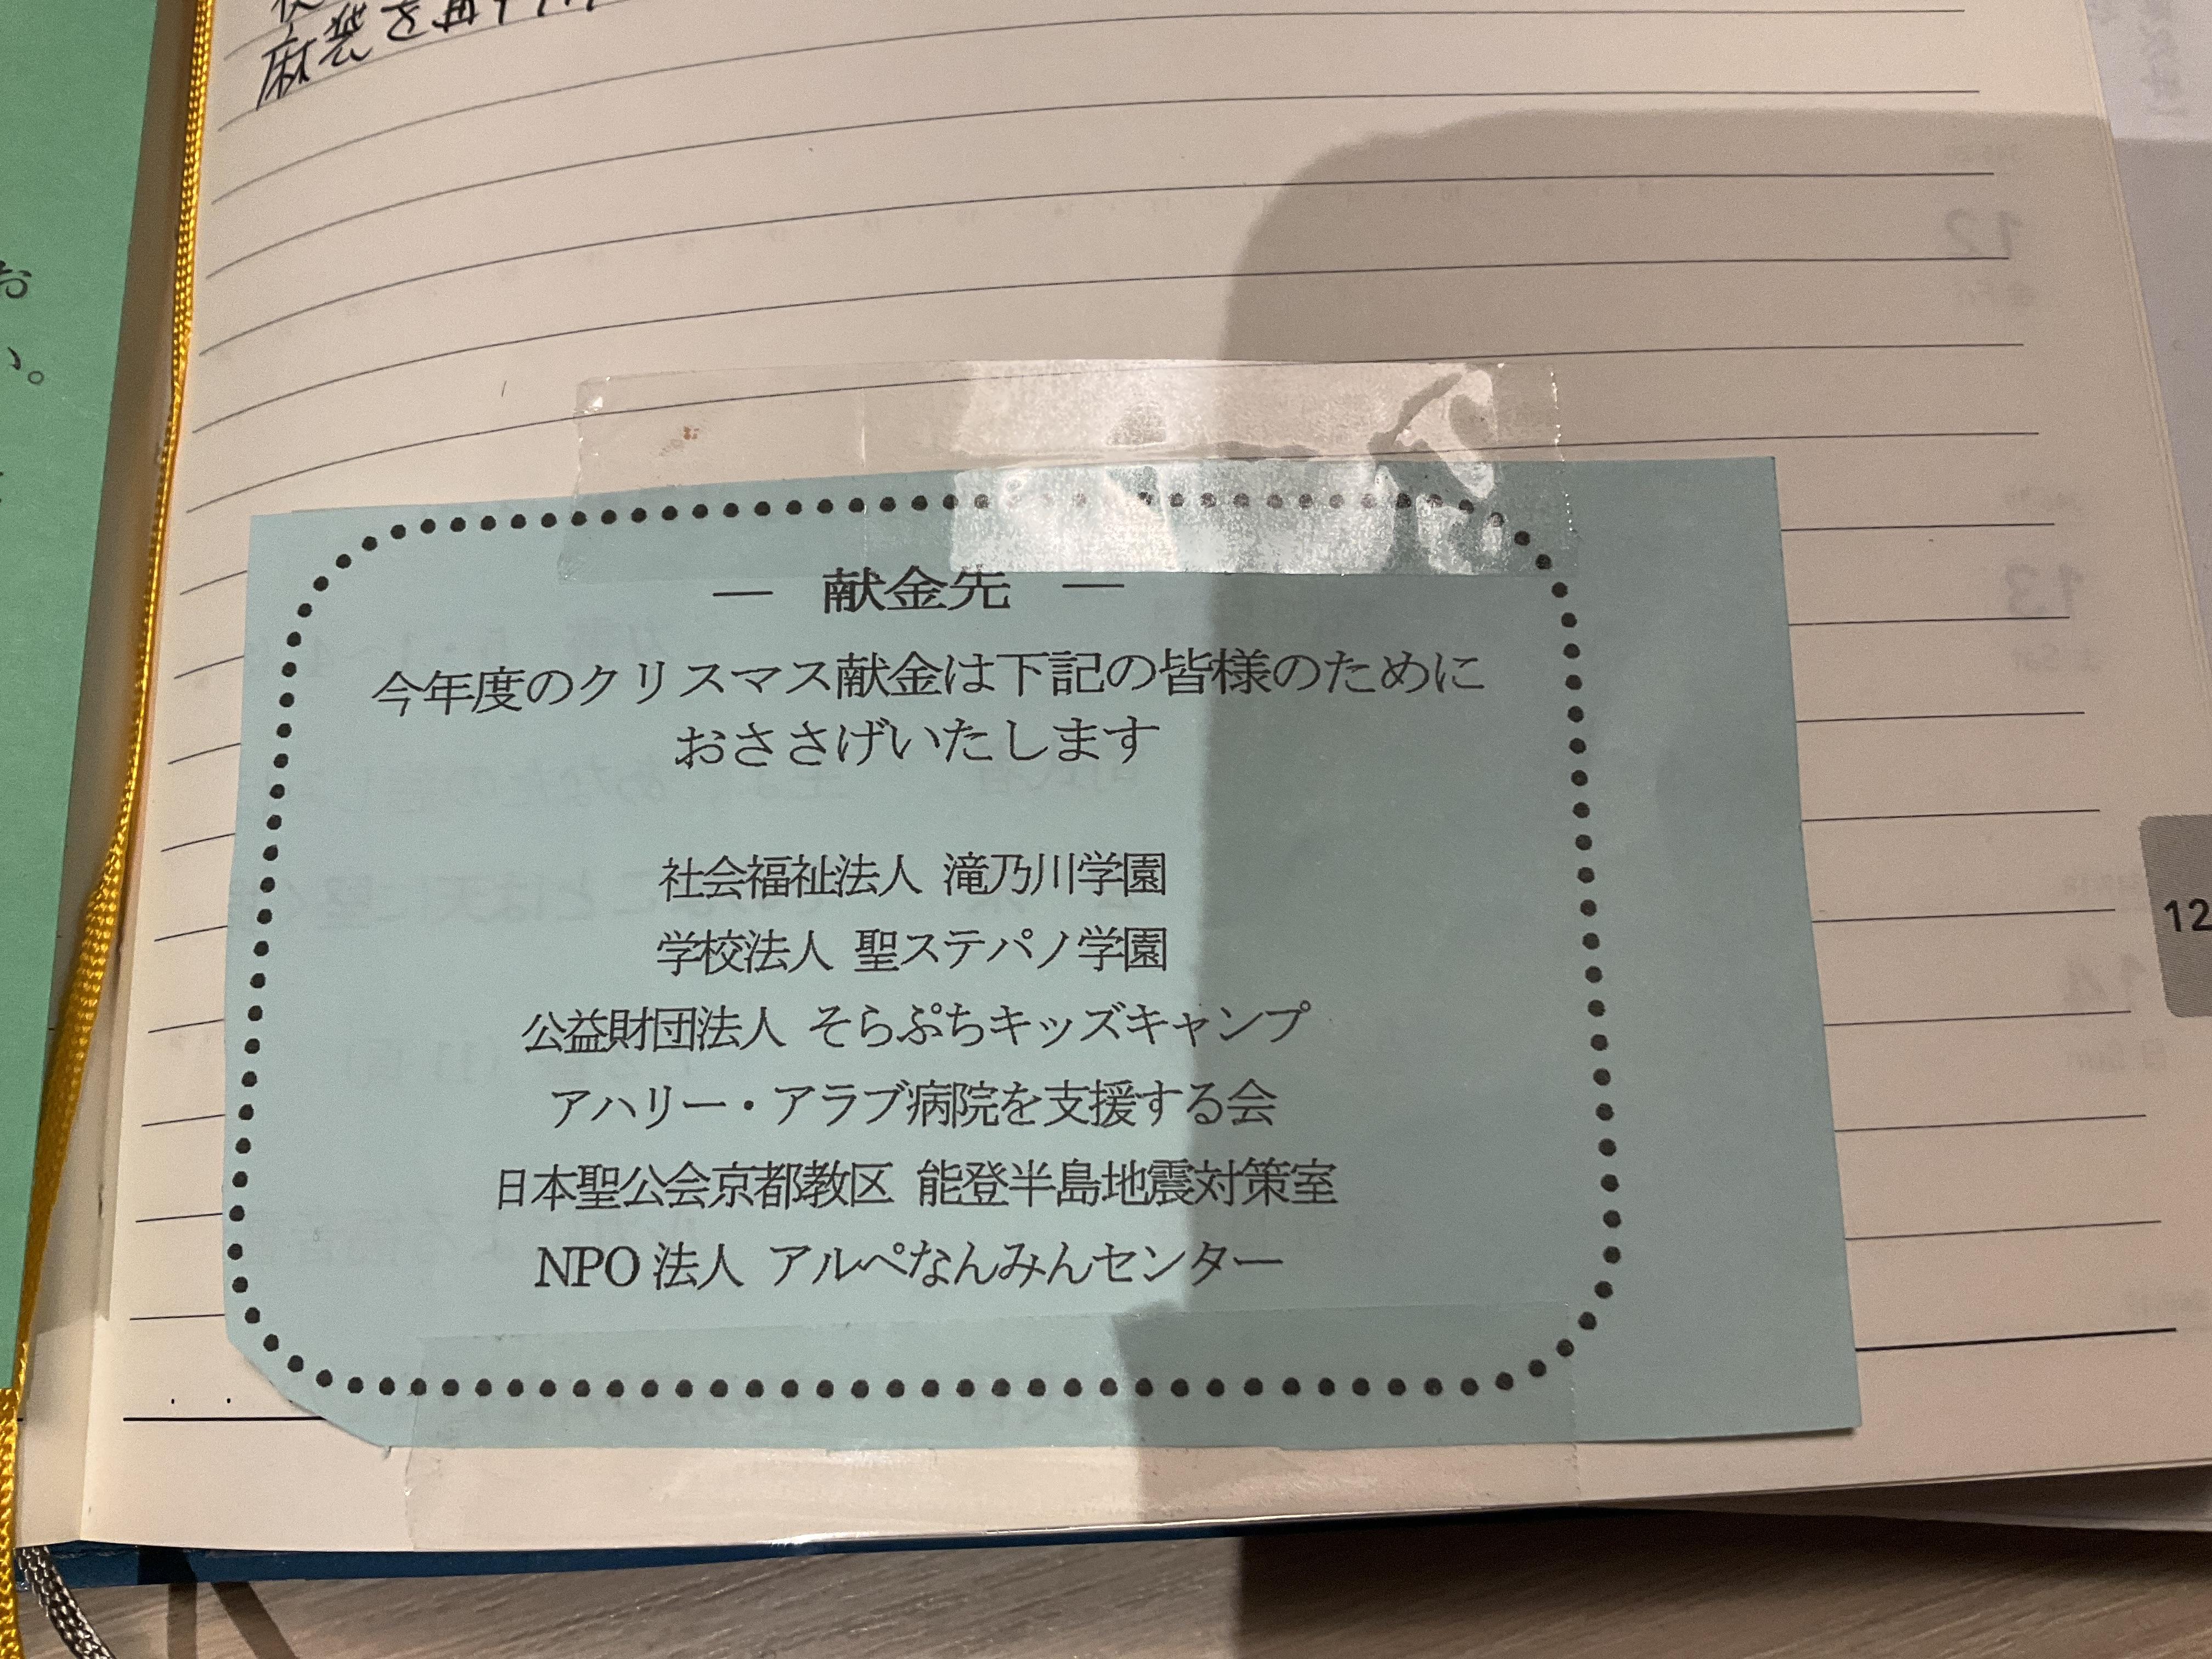 麻袋を
お
い。
— 献金先 —
今年度のクリスマス献金は下記の皆様のために
おささげいたします
社会福祉法人 滝乃川学園
学校法人 聖ステパノ学園
公益財団法人 そらぷちキッズキャンプ
アハリー・アラブ病院を支援する会
日本聖公会京都教区 能登半島地震対策室
NPO 法人 アルペなんみんセンター
12